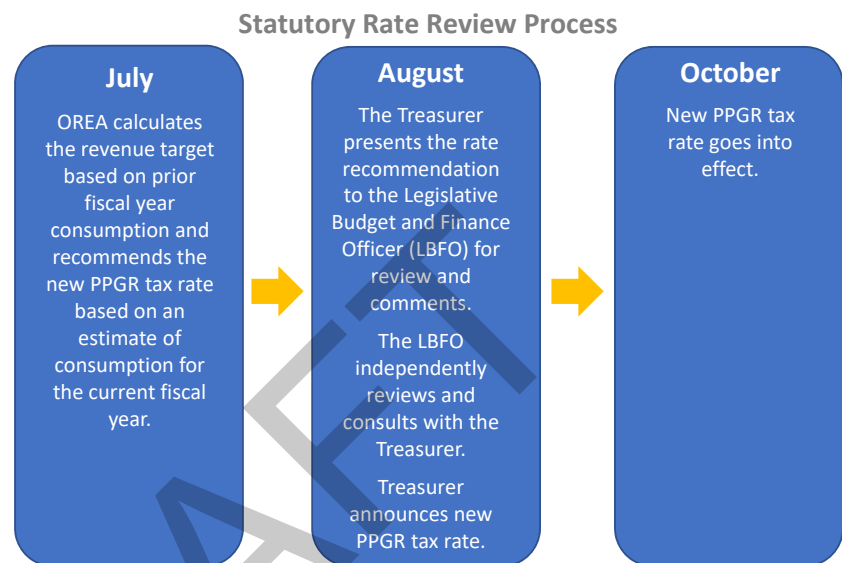 Statutory Rate Review Process
July
OREA calculates
the revenue target
based on prior
fiscal year
consumption and
recommends the
new PPGR tax rate
based on an
estimate of
consumption for
the current fiscal
year.
August
The Treasurer
presents the rate
recommendation
to the Legislative
Budget and Finance
Officer (LBFO) for
review and
comments.
The LBFO
independently
reviews and
consults with the
Treasurer.
Treasurer
announces new
PPGR tax rate.
October
New PPGR tax
rate goes into
effect.
AFT